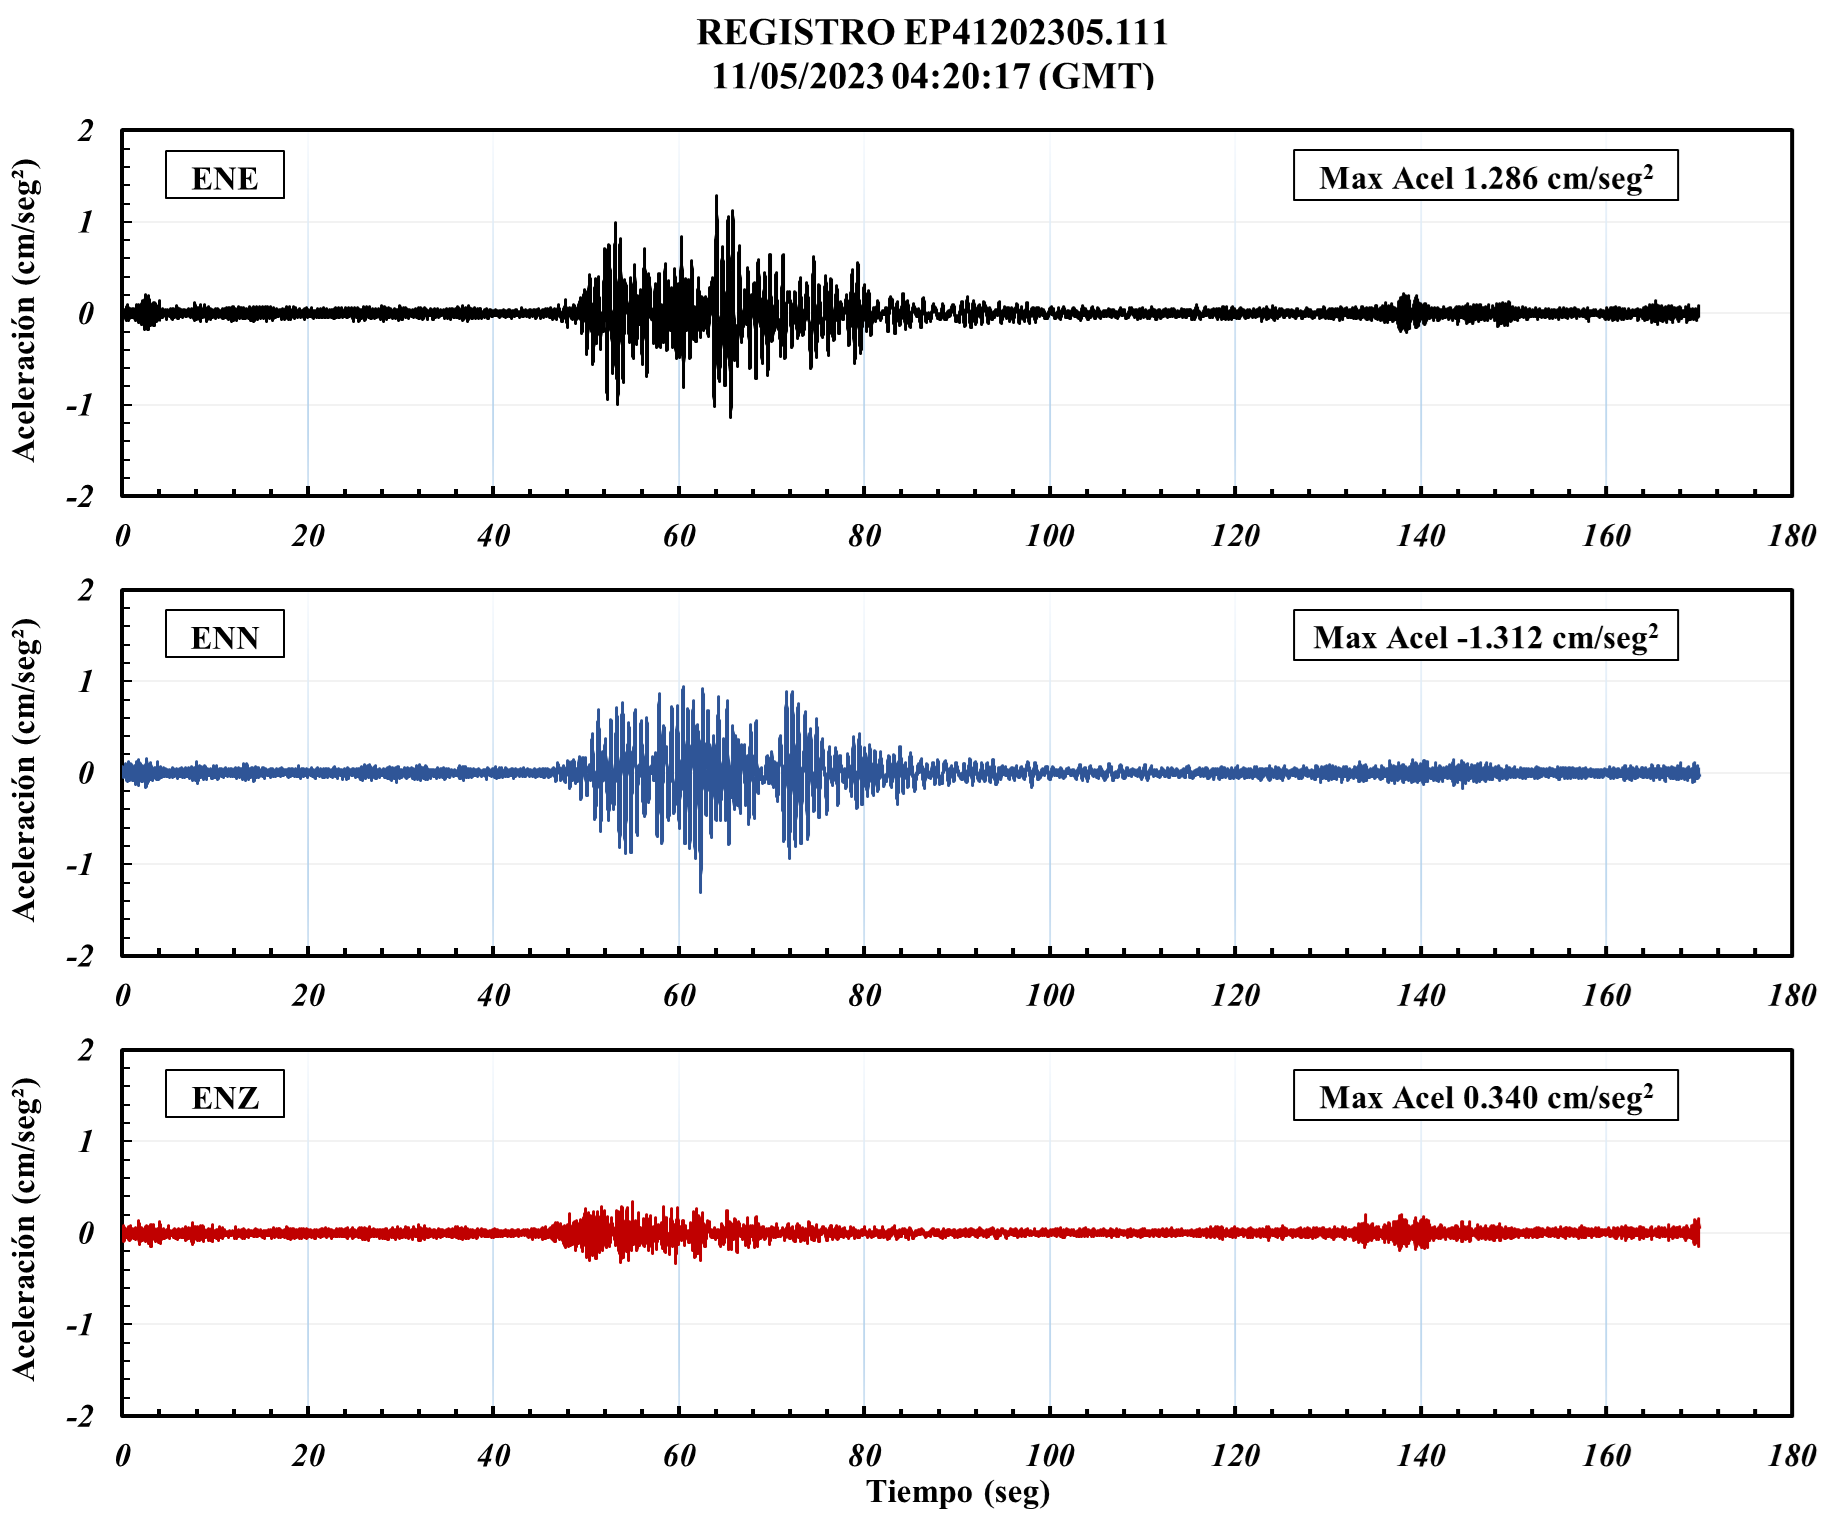 REGISTRO EP41202305.111
11/05/2023 04:20:17 (GMT)
Aceleración (cm/seg²)
2
1
0
-1
-2
ENE
Max Acel 1.286 cm/seg²
0 20 40 60 80 100 120 140 160 180
Aceleración (cm/seg²)
2
1
0
-1
-2
ENN
Max Acel -1.312 cm/seg²
0 20 40 60 80 100 120 140 160 180
Aceleración (cm/seg²)
2
1
0
-1
-2
ENZ
Max Acel 0.340 cm/seg²
0 20 40 60 80 100 120 140 160 180
Tiempo (seg)